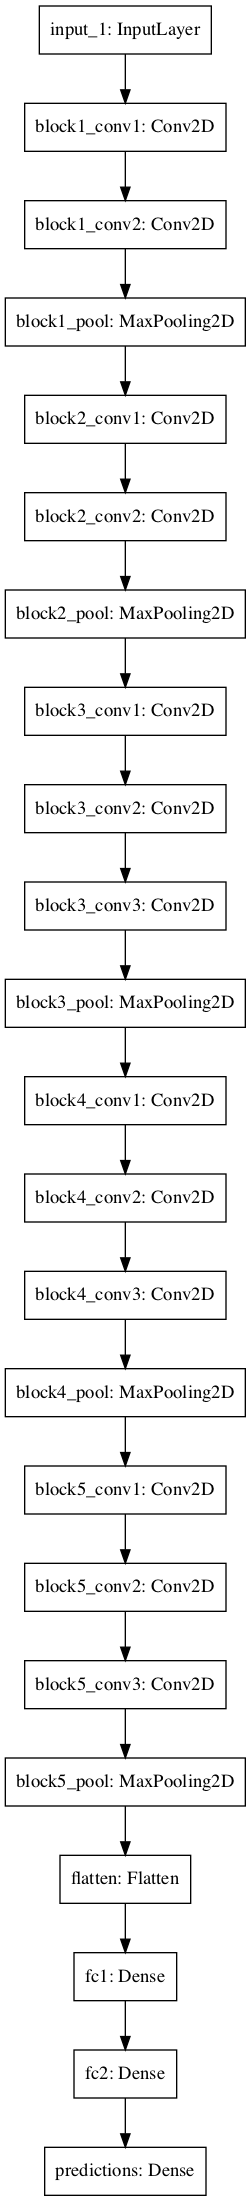 input_1: InputLayer
block1_conv1: Conv2D
block1_conv2: Conv2D
block1_pool: MaxPooling2D
block2_conv1: Conv2D
block2_conv2: Conv2D
block2_pool: MaxPooling2D
block3_conv1: Conv2D
block3_conv2: Conv2D
block3_conv3: Conv2D
block3_pool: MaxPooling2D
block4_conv1: Conv2D
block4_conv2: Conv2D
block4_conv3: Conv2D
block4_pool: MaxPooling2D
block5_conv1: Conv2D
block5_conv2: Conv2D
block5_conv3: Conv2D
block5_pool: MaxPooling2D
flatten: Flatten
fc1: Dense
fc2: Dense
predictions: Dense